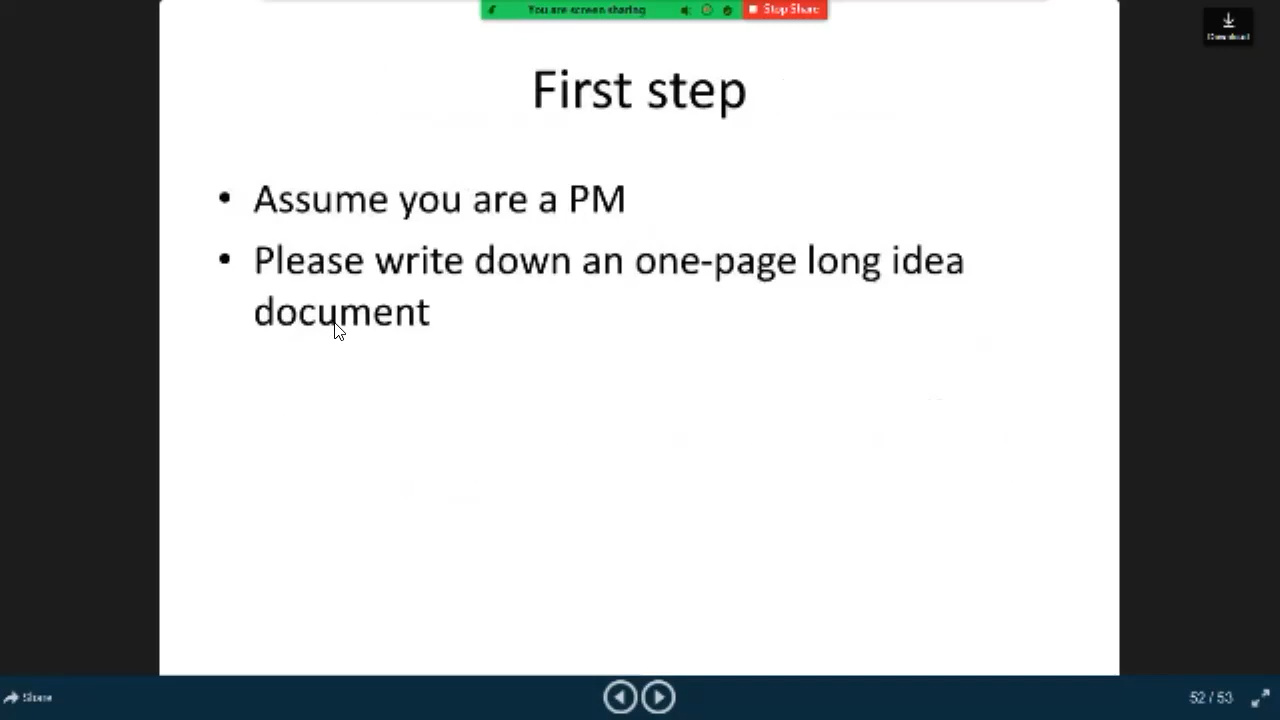 You are screen sharing
Stop Share
Download
First step
• Assume you are a PM
• Please write down an one-page long idea
document
Share
52 / 53